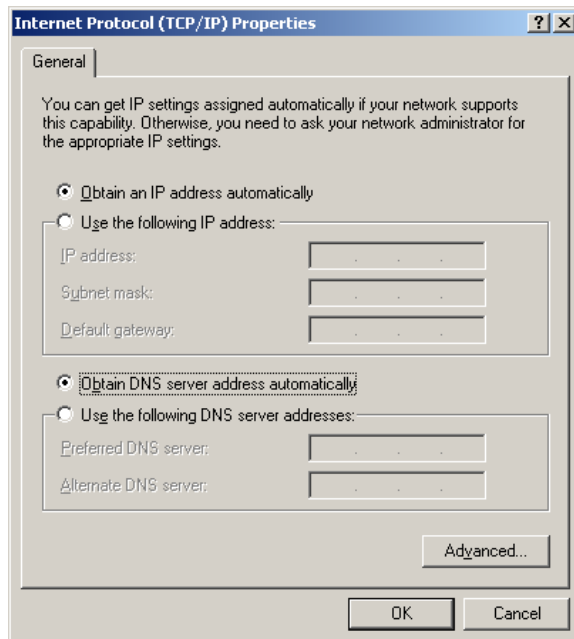 Internet Protocol (TCP/IP) Properties
General
You can get IP settings assigned automatically if your network supports
this capability. Otherwise, you need to ask your network administrator for
the appropriate IP settings.
Obtain an IP address automatically
Use the following IP address:
IP address:
Subnet mask:
Default gateway:
Obtain DNS server address automatically
Use the following DNS server addresses:
Preferred DNS server:
Alternate DNS server:
Advanced...
OK Cancel